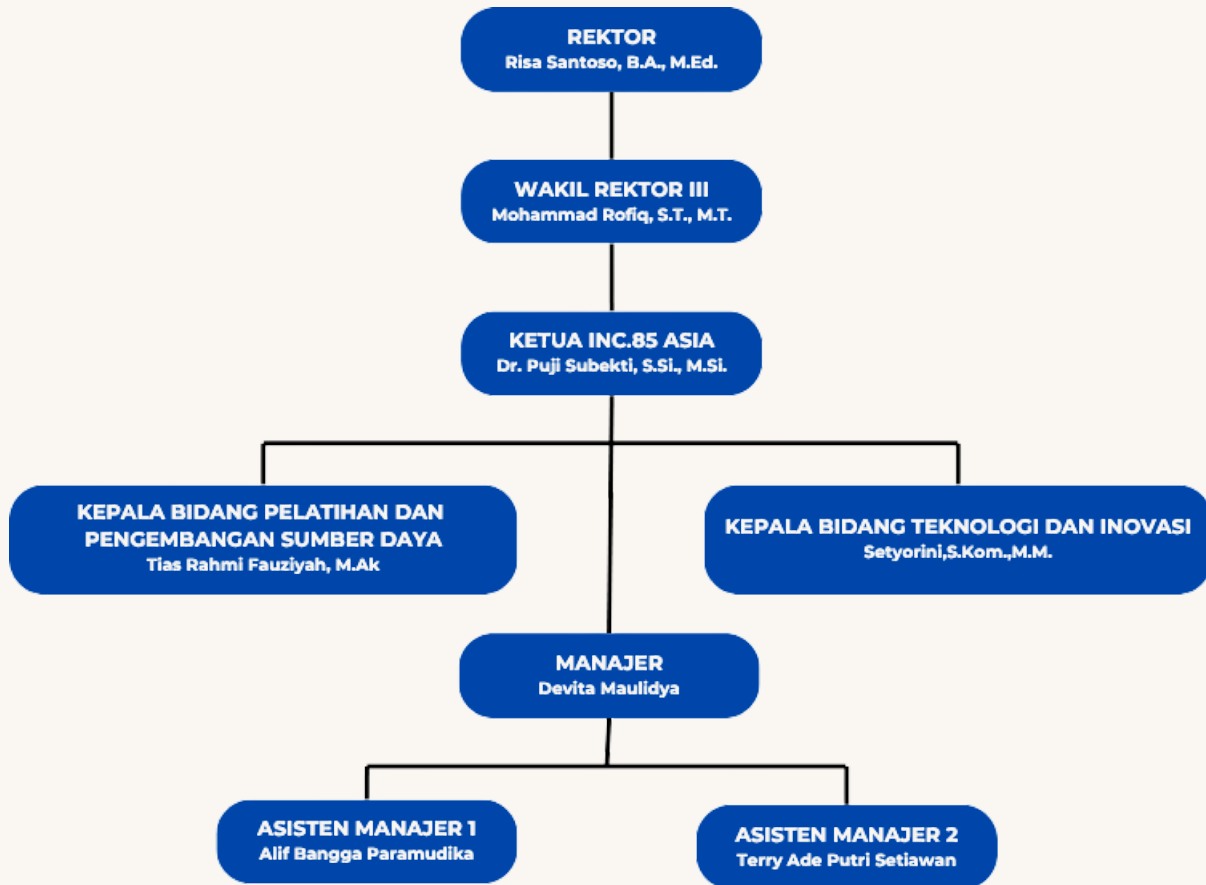 REKTOR
Risa Santoso, B.A., M.Ed.
WAKIL REKTOR III
Mohammad Rofiq, S.T., M.T.
KETUA INC.85 ASIA
Dr. Puji Subekti, S.Si., M.Si.
KEPALA BIDANG PELATIHAN DAN
PENGEMBANGAN SUMBER DAYA
Tias Rahmi Fauziyah, M.Ak
KEPALA BIDANG TEKNOLOGI DAN INOVASI
Setyorini,S.Kom.,M.M.
MANAJER
Devita Maulidya
ASISTEN MANAJER 1
Alif Bangga Paramudika
ASISTEN MANAJER 2
Terry Ade Putri Setiawan